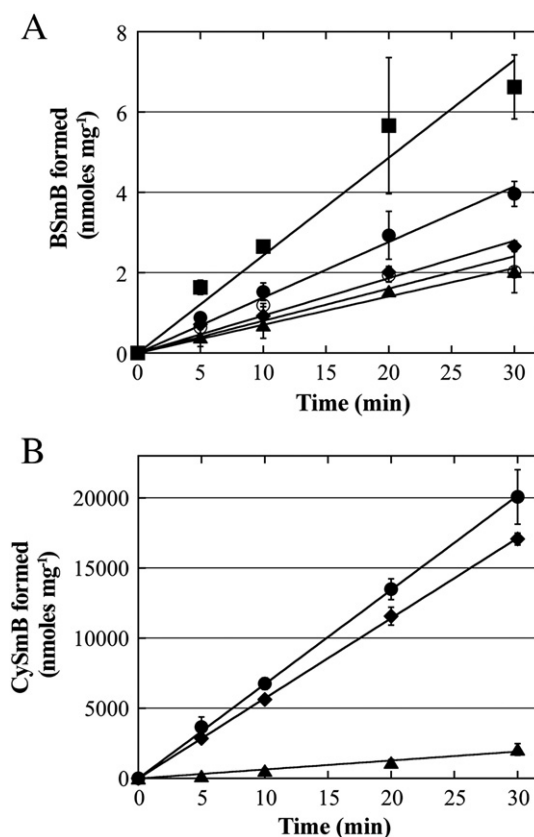 A
BSmB formed
(nmoles mg⁻¹)
8
6
4
2
0
0 5 10 15 20 25 30
Time (min)
B
CySmB formed
(nmoles mg⁻¹)
20000
15000
10000
5000
0
0 5 10 15 20 25 30
Time (min)